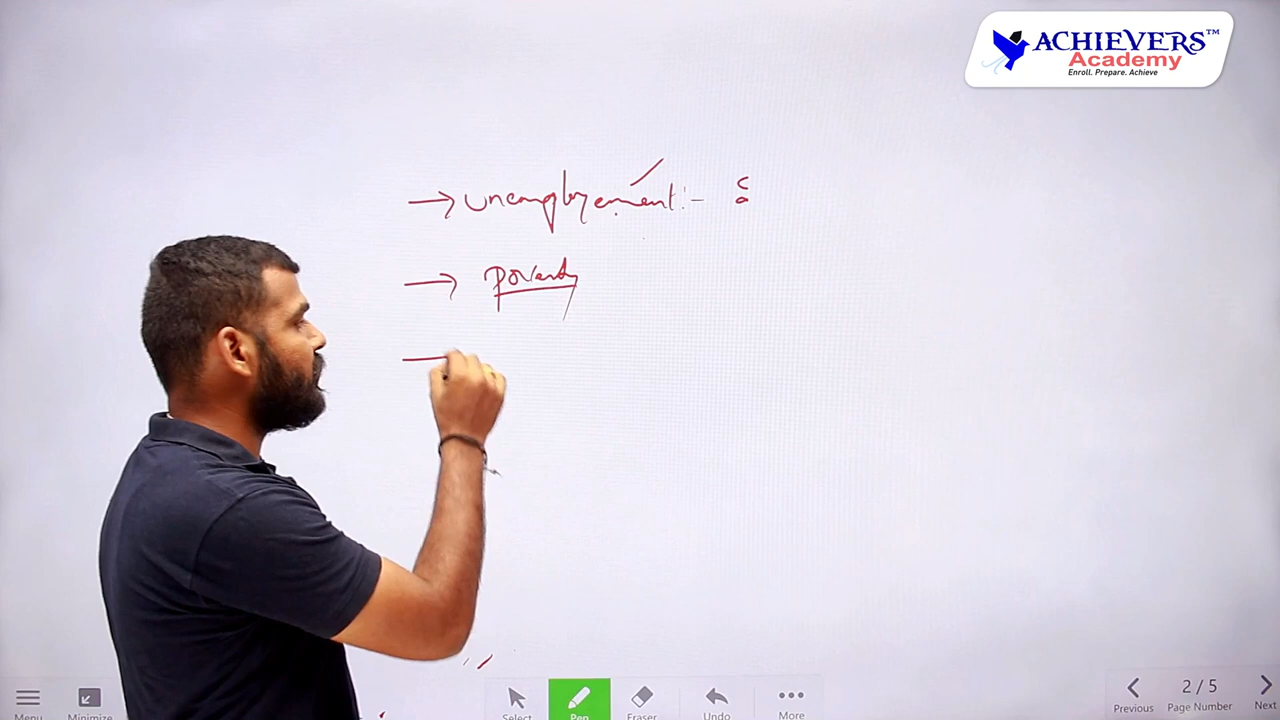 ACHIEVERS™
Academy
Enroll. Prepare. Achieve
→ unemployement :-
→ poverty
Menu
Minimize
Select
Pen
Eraser
Undo
More
Previous
2 / 5
Page Number
Next